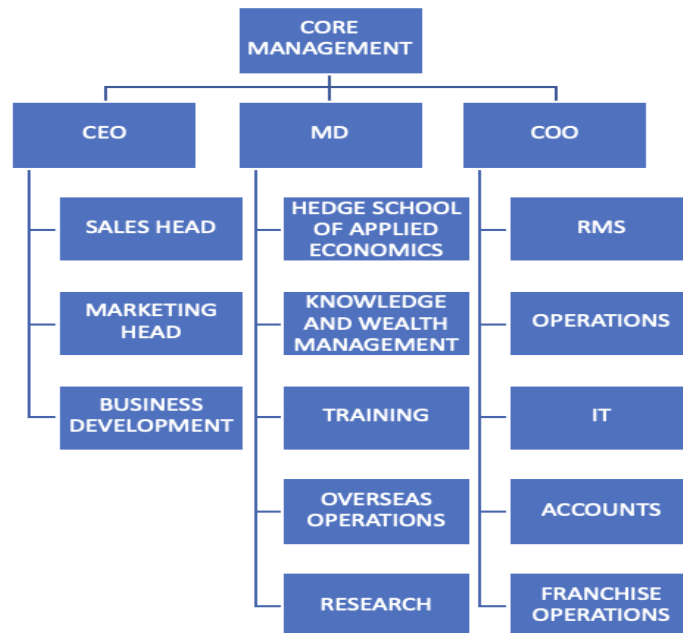 CORE
MANAGEMENT
CEO
MD
COO
SALES HEAD
MARKETING
HEAD
BUSINESS
DEVELOPMENT
HEDGE SCHOOL
OF APPLIED
ECONOMICS
KNOWLEDGE
AND WEALTH
MANAGEMENT
TRAINING
OVERSEAS
OPERATIONS
RESEARCH
RMS
OPERATIONS
IT
ACCOUNTS
FRANCHISE
OPERATIONS